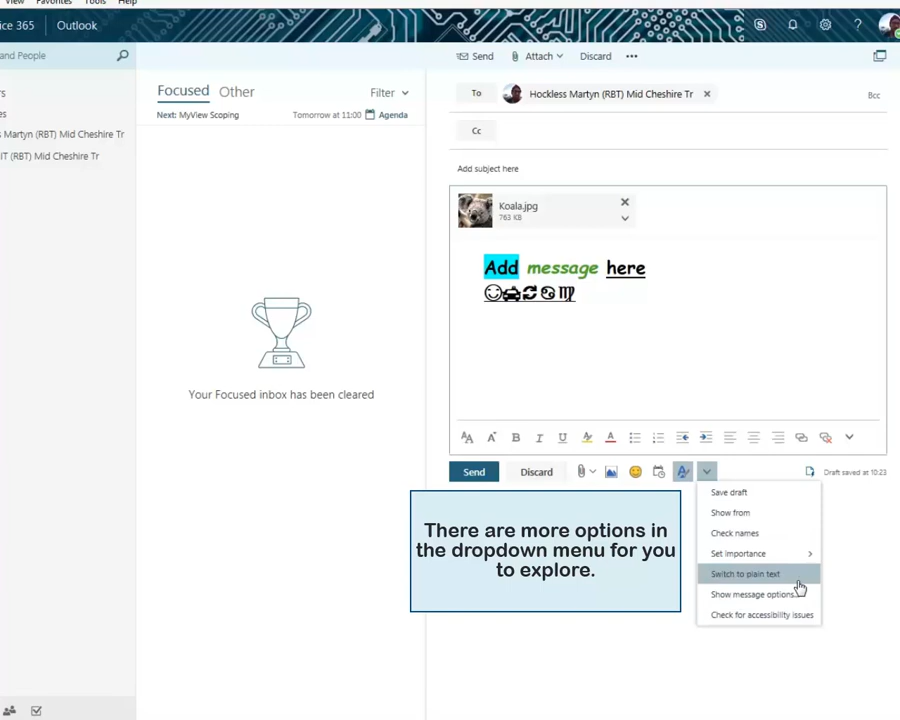 View Favorites Tools Help
ice 365 Outlook
and People
Send Attach Discard •••
Focused Other Filter
To Hockless Martyn (RBT) Mid Cheshire Tr × Bcc
Next: MyView Scoping Tomorrow at 11:00 Agenda
rs
es
s Martyn (RBT) Mid Cheshire Tr
IT (RBT) Mid Cheshire Tr
Cc
Add subject here
Koala.jpg
763 KB
Add message here
Your Focused inbox has been cleared
B I U
Send Discard Draft saved at 10:23
Save draft
Show from
Check names
Set importance
Switch to plain text
Show message options...
Check for accessibility issues
There are more options in
the dropdown menu for you
to explore.